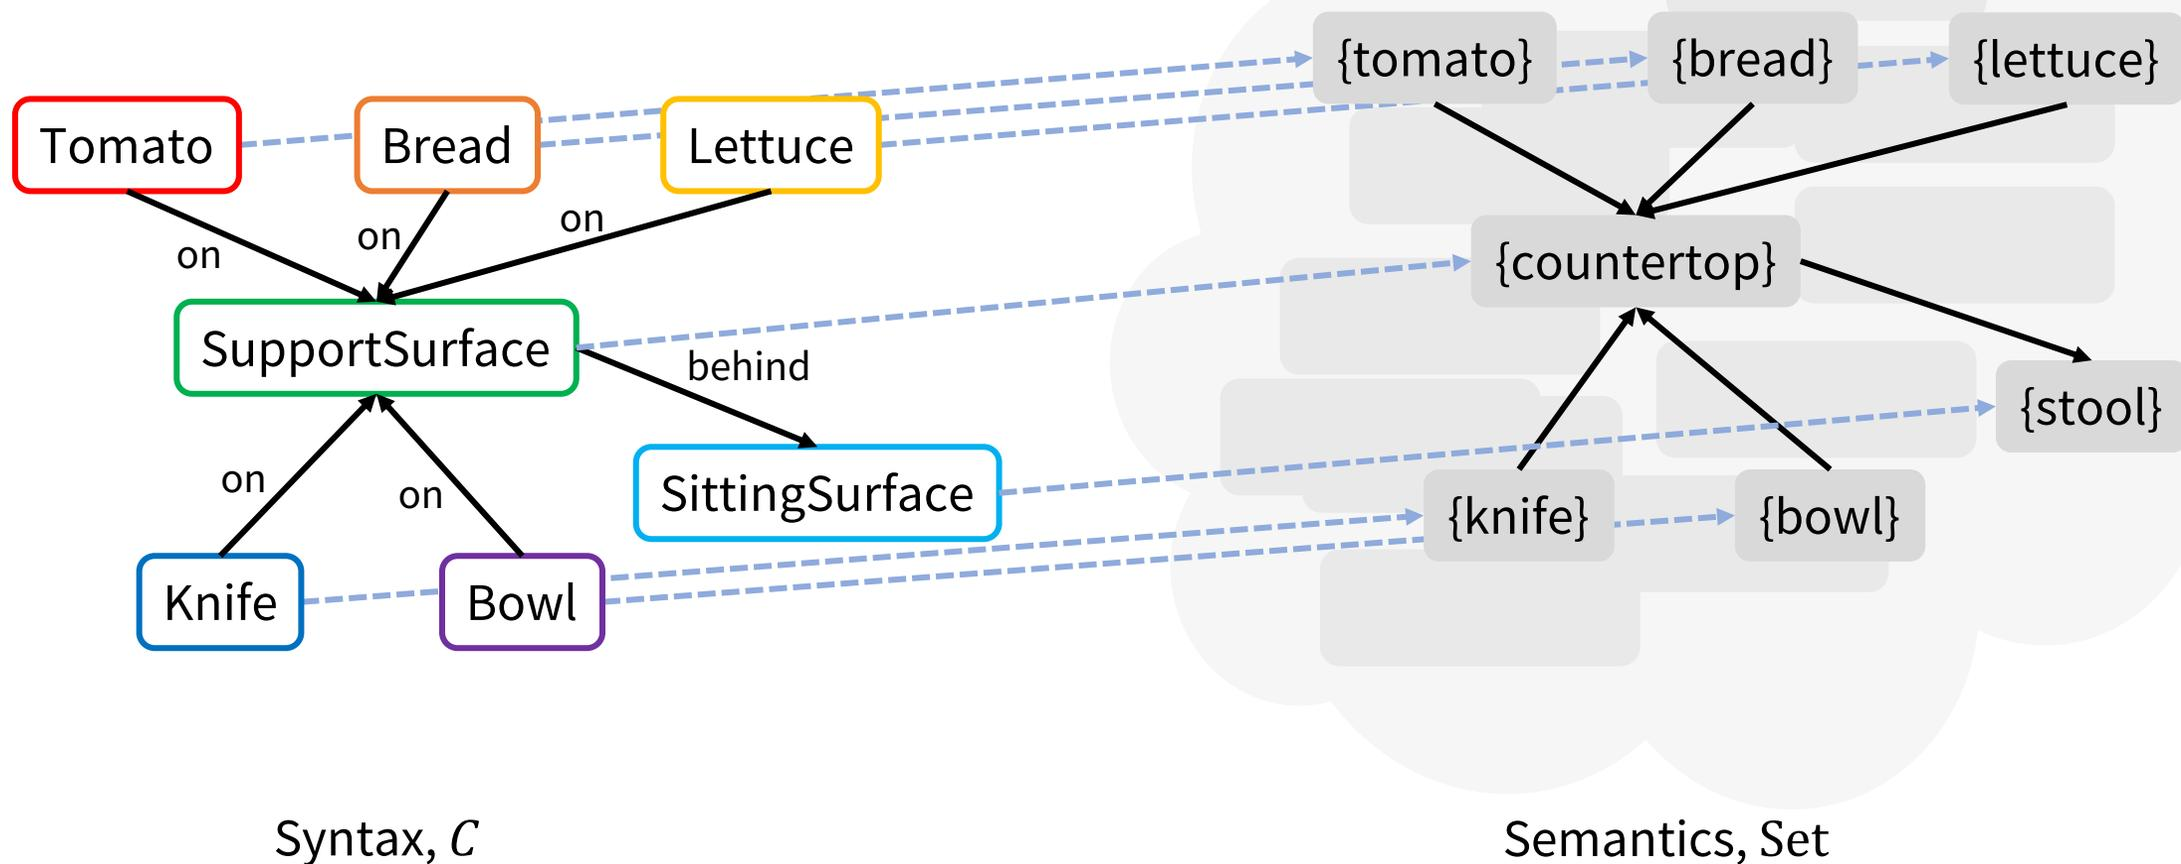 Tomato
Bread
Lettuce
on
on
on
SupportSurface
behind
SittingSurface
on
on
Knife
Bowl
Syntax, C
{tomato}
{bread}
{lettuce}
{countertop}
{stool}
{knife}
{bowl}
Semantics, Set